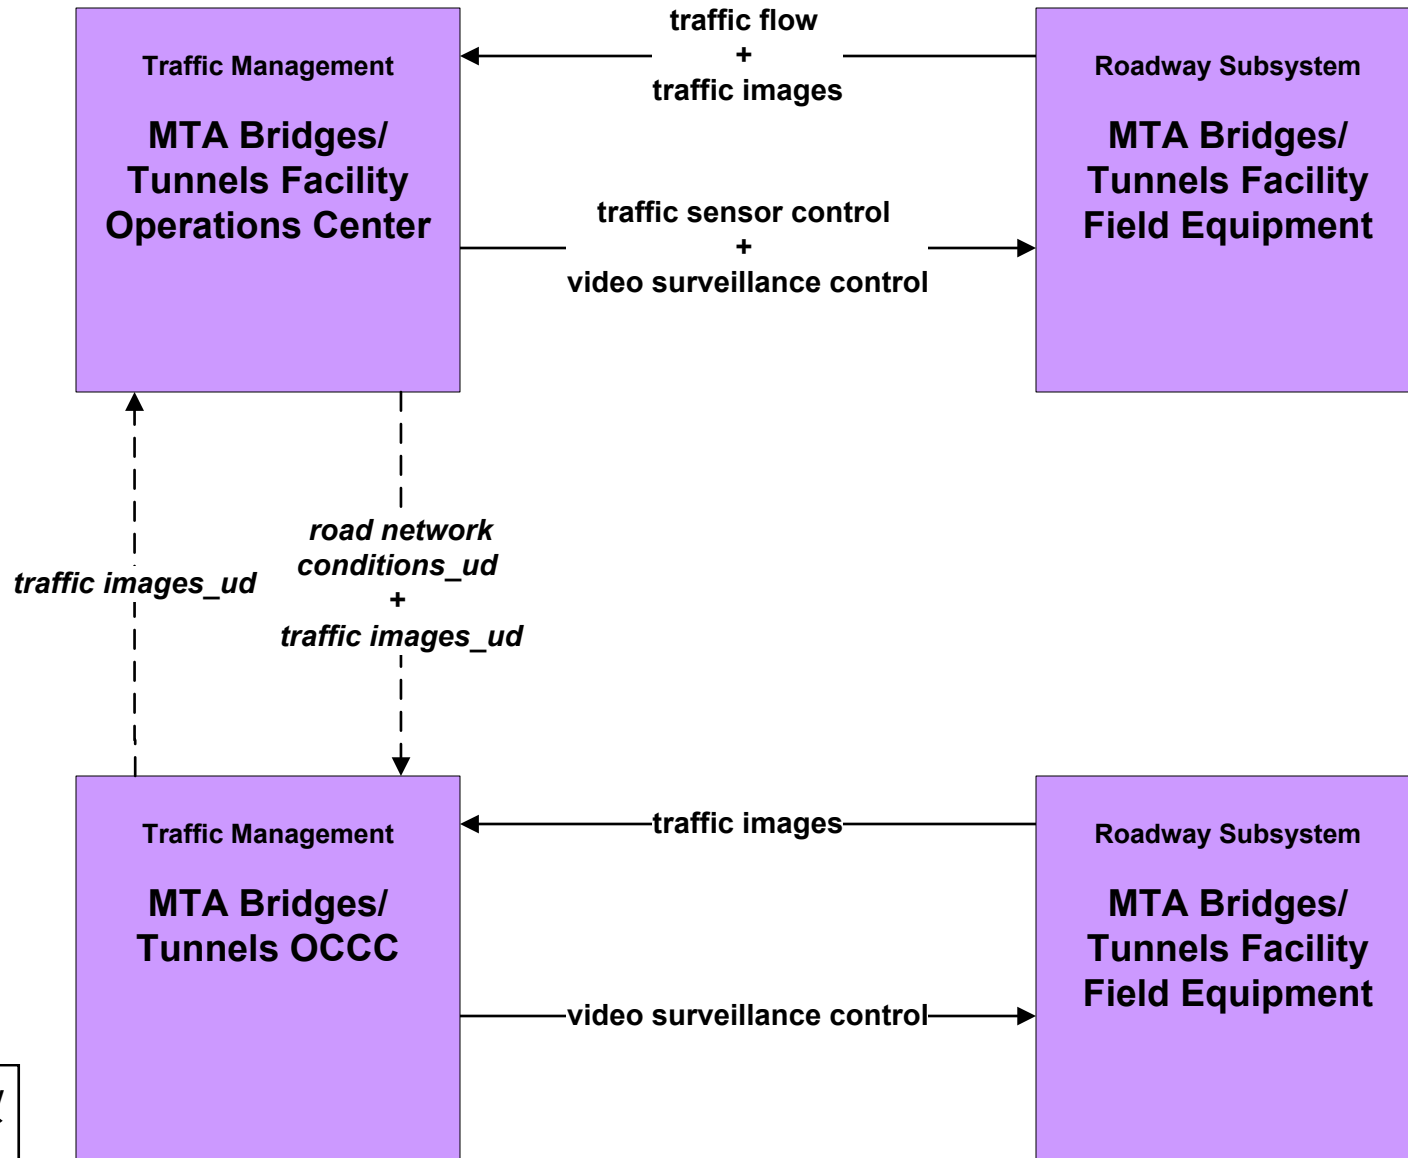 Traffic Management
MTA Bridges/
Tunnels Facility
Operations Center
traffic flow
+
traffic images
traffic sensor control
+
video surveillance control
Roadway Subsystem
MTA Bridges/
Tunnels Facility
Field Equipment
traffic images_ud
road network
conditions_ud
+
traffic images_ud
Traffic Management
MTA Bridges/
Tunnels OCCC
traffic images
video surveillance control
Roadway Subsystem
MTA Bridges/
Tunnels Facility
Field Equipment